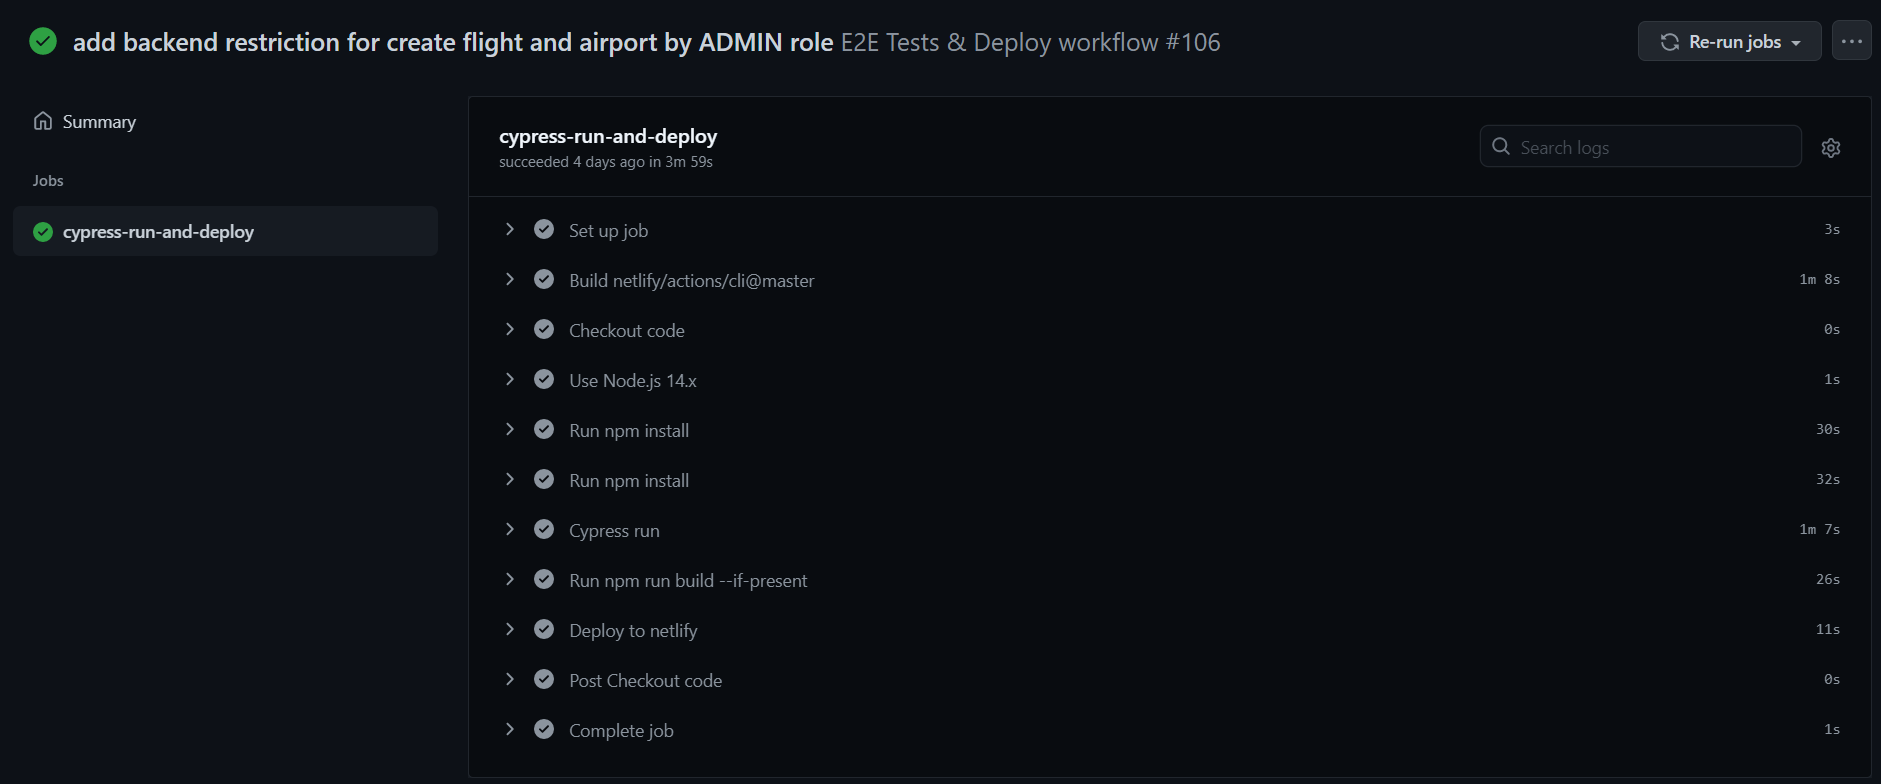 add backend restriction for create flight and airport by ADMIN role E2E Tests & Deploy workflow #106
Re-run jobs
Summary
Jobs
cypress-run-and-deploy
cypress-run-and-deploy
succeeded 4 days ago in 3m 59s
Search logs
Set up job 3s
Build netlify/actions/cli@master 1m 8s
Checkout code 0s
Use Node.js 14.x 1s
Run npm install 30s
Run npm install 32s
Cypress run 1m 7s
Run npm run build --if-present 26s
Deploy to netlify 11s
Post Checkout code 0s
Complete job 1s